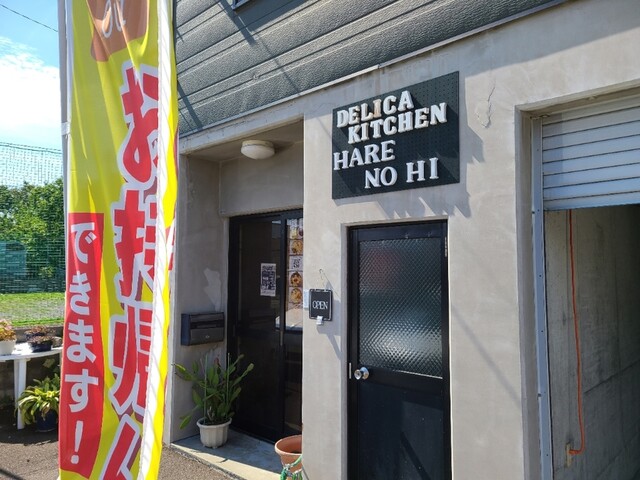 DELICA
KITCHEN
HARE
NO HI
OPEN
できます!